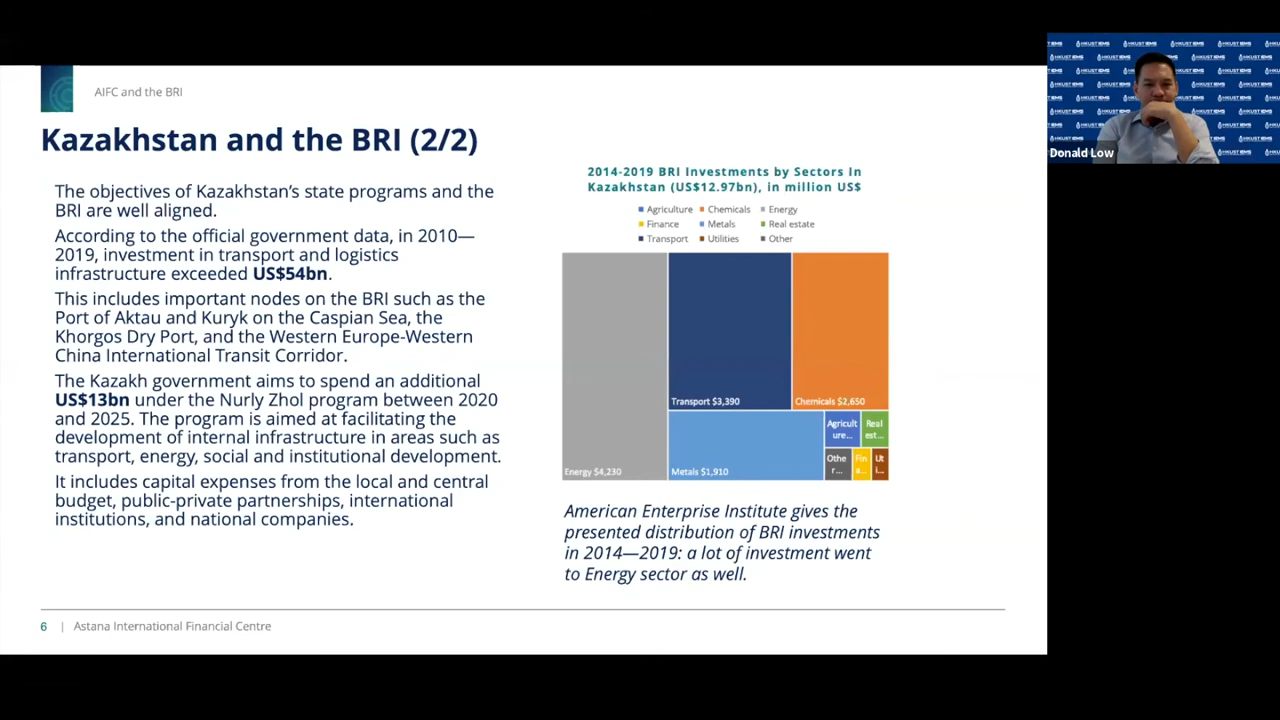 AIFC and the BRI
Kazakhstan and the BRI (2/2)
The objectives of Kazakhstan's state programs and the
BRI are well aligned.
According to the official government data, in 2010—
2019, investment in transport and logistics
infrastructure exceeded US$54bn.
This includes important nodes on the BRI such as the
Port of Aktau and Kuryk on the Caspian Sea, the
Khorgos Dry Port, and the Western Europe-Western
China International Transit Corridor.
The Kazakh government aims to spend an additional
US$13bn under the Nurly Zhol program between 2020
and 2025. The program is aimed at facilitating the
development of internal infrastructure in areas such as
transport, energy, social and institutional development.
It includes capital expenses from the local and central
budget, public-private partnerships, international
institutions, and national companies.
2014-2019 BRI Investments by Sectors in
Kazakhstan (US$12.97bn), in million US$
Agriculture Chemicals Energy
Finance Metals Real estate
Transport Utilities Other
Energy $4,230
Transport $3,390
Chemicals $2,650
Metals $1,910
Agricult
ure...
Real
est...
Othe
r...
Fin
a...
Ut
i...
American Enterprise Institute gives the
presented distribution of BRI investments
in 2014—2019: a lot of investment went
to Energy sector as well.
6 | Astana International Financial Centre
HKUST IEMS
Donald Low